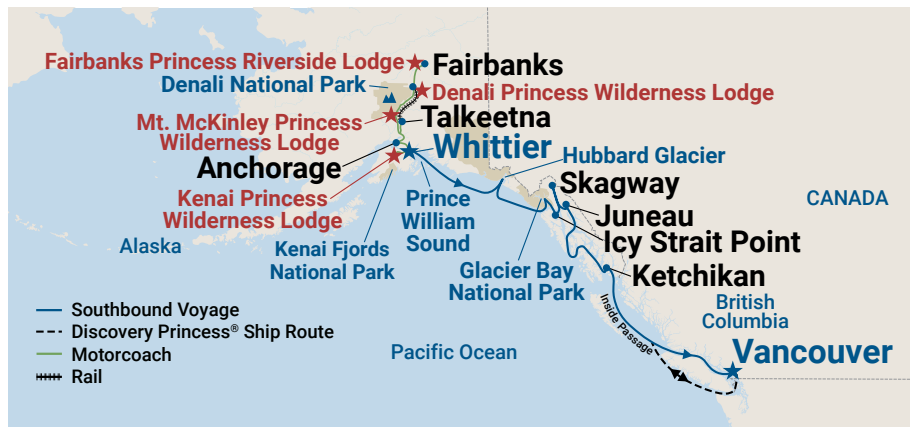 Fairbanks Princess Riverside Lodge
Fairbanks
Denali National Park
Denali Princess Wilderness Lodge
Mt. McKinley Princess
Wilderness Lodge
Talkeetna
Whittier
Anchorage
Hubbard Glacier
Skagway
Kenai Princess
Wilderness Lodge
Prince
William
Sound
Juneau
CANADA
Icy Strait Point
Alaska
Kenai Fjords
National Park
Glacier Bay
National Park
Ketchikan
Southbound Voyage
Discovery Princess® Ship Route
Motorcoach
Rail
Inside Passage
British
Columbia
Pacific Ocean
Vancouver